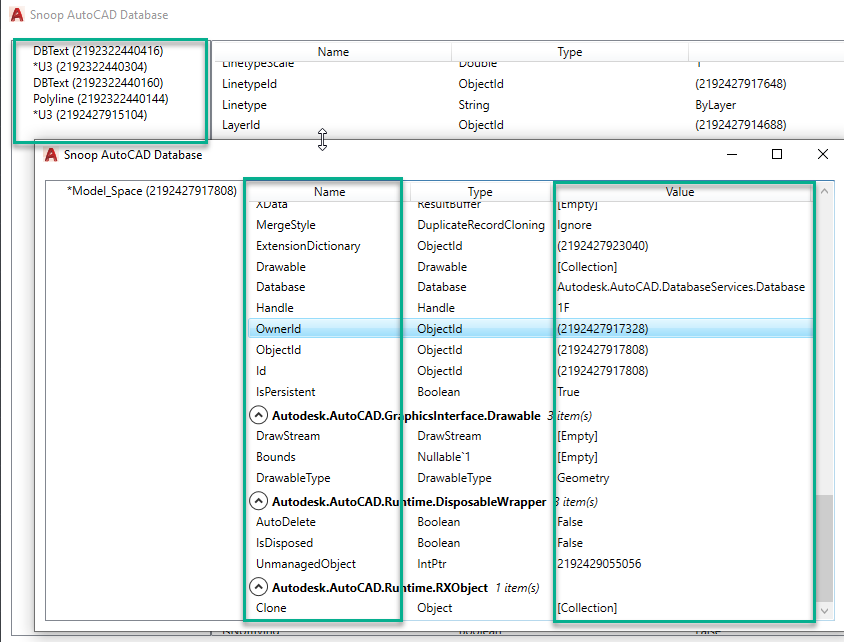 Snoop AutoCAD Database
DBText (2192322440416)
*U3 (2192322440304)
DBText (2192322440160)
Polyline (2192322440144)
*U3 (2192427915104)
Name Type
LinetypeScale Double 1
LinetypeId ObjectId (2192427917648)
Linetype String ByLayer
LayerId ObjectId (2192427914688)
Snoop AutoCAD Database
*Model_Space (2192427917808)
Name Type Value
XData ResultBuffer [Empty]
MergeStyle DuplicateRecordCloning Ignore
ExtensionDictionary ObjectId (2192427923040)
Drawable Drawable [Collection]
Database Database Autodesk.AutoCAD.DatabaseServices.Database
Handle Handle 1F
OwnerId ObjectId (2192427917328)
ObjectId ObjectId (2192427917808)
Id ObjectId (2192427917808)
IsPersistent Boolean True
Autodesk.AutoCAD.GraphicsInterface.Drawable 3 item(s)
DrawStream DrawStream [Empty]
Bounds Nullable`1 [Empty]
DrawableType DrawableType Geometry
Autodesk.AutoCAD.Runtime.DisposableWrapper 3 item(s)
AutoDelete Boolean False
IsDisposed Boolean False
UnmanagedObject IntPtr 2192429055056
Autodesk.AutoCAD.Runtime.RXObject 1 item(s)
Clone Object [Collection]